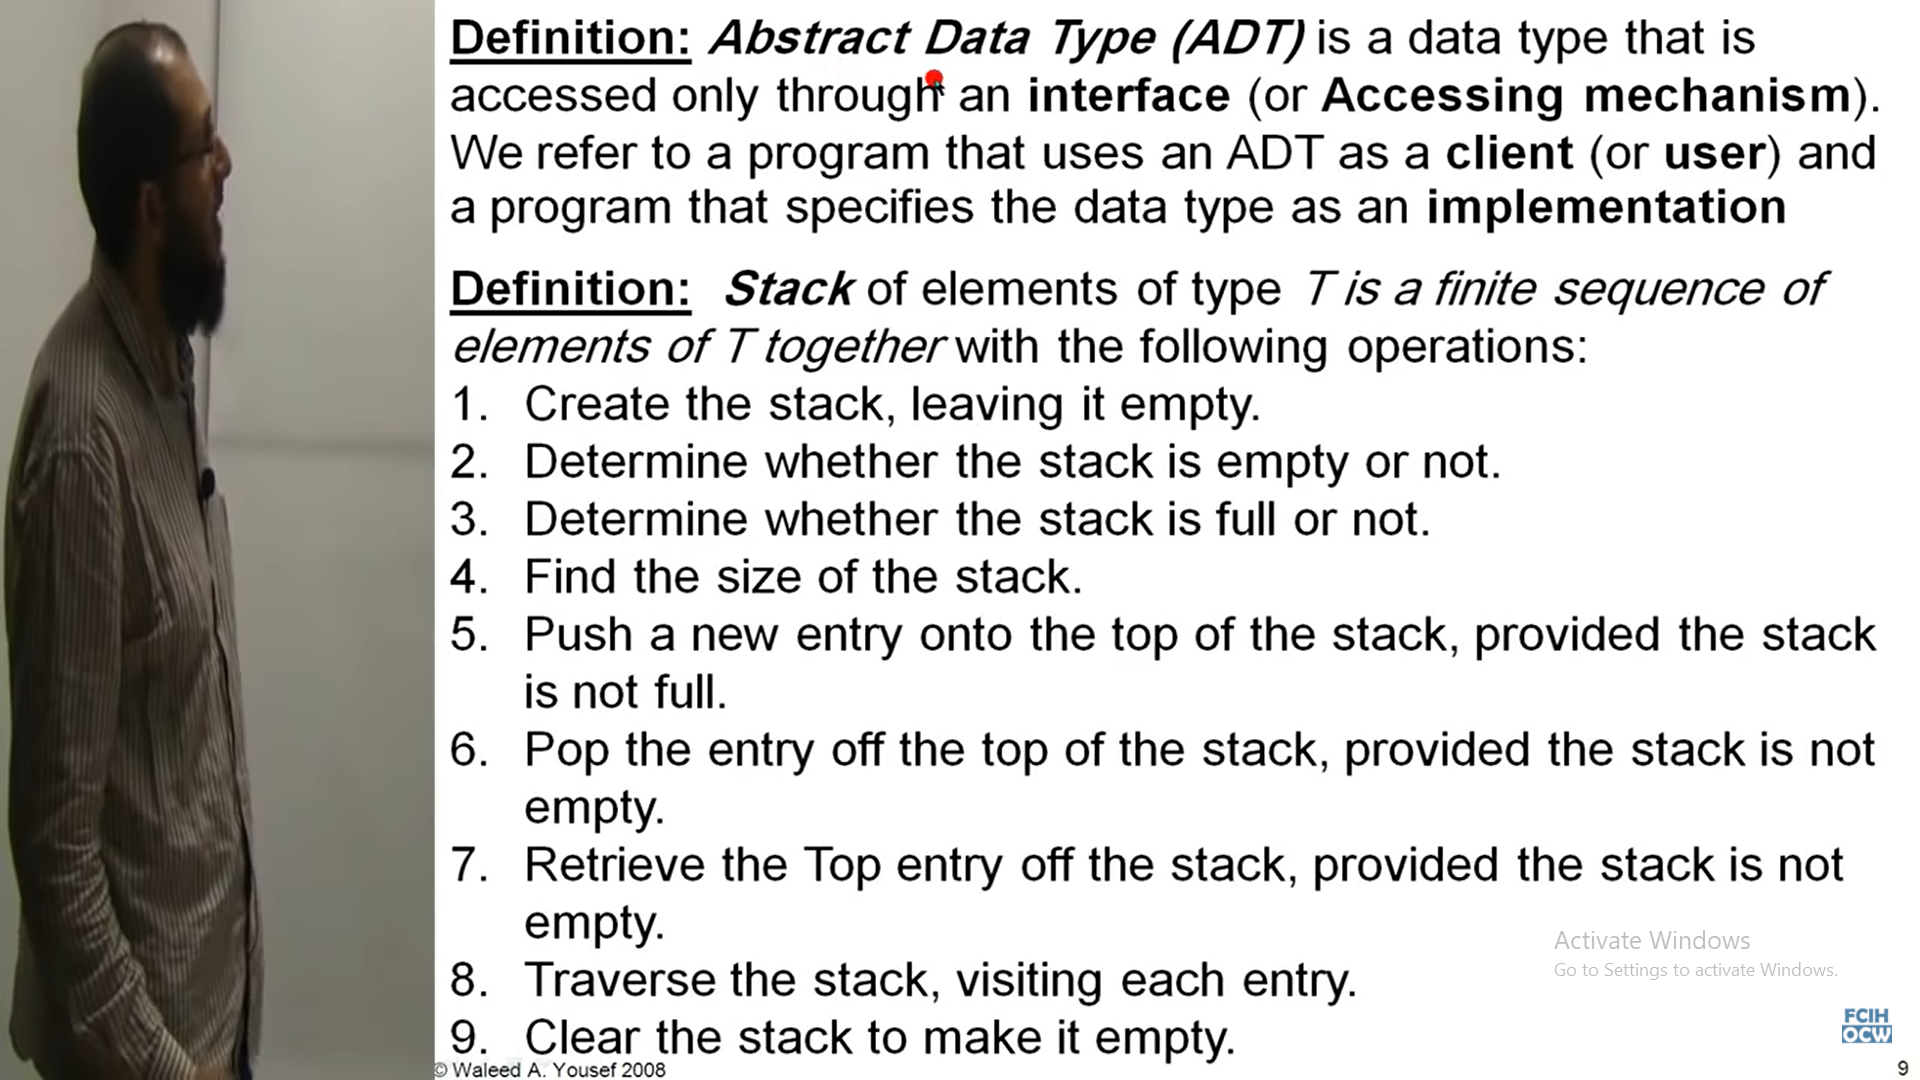 Definition: Abstract Data Type (ADT) is a data type that is
accessed only through an interface (or Accessing mechanism).
We refer to a program that uses an ADT as a client (or user) and
a program that specifies the data type as an implementation
Definition: Stack of elements of type T is a finite sequence of
elements of T together with the following operations:
1. Create the stack, leaving it empty.
2. Determine whether the stack is empty or not.
3. Determine whether the stack is full or not.
4. Find the size of the stack.
5. Push a new entry onto the top of the stack, provided the stack
is not full.
6. Pop the entry off the top of the stack, provided the stack is not
empty.
7. Retrieve the Top entry off the stack, provided the stack is not
empty.
8. Traverse the stack, visiting each entry.
9. Clear the stack to make it empty.
Activate Windows
Go to Settings to activate Windows.
FCIH
OCW
© Waleed A. Yousef 2008
9